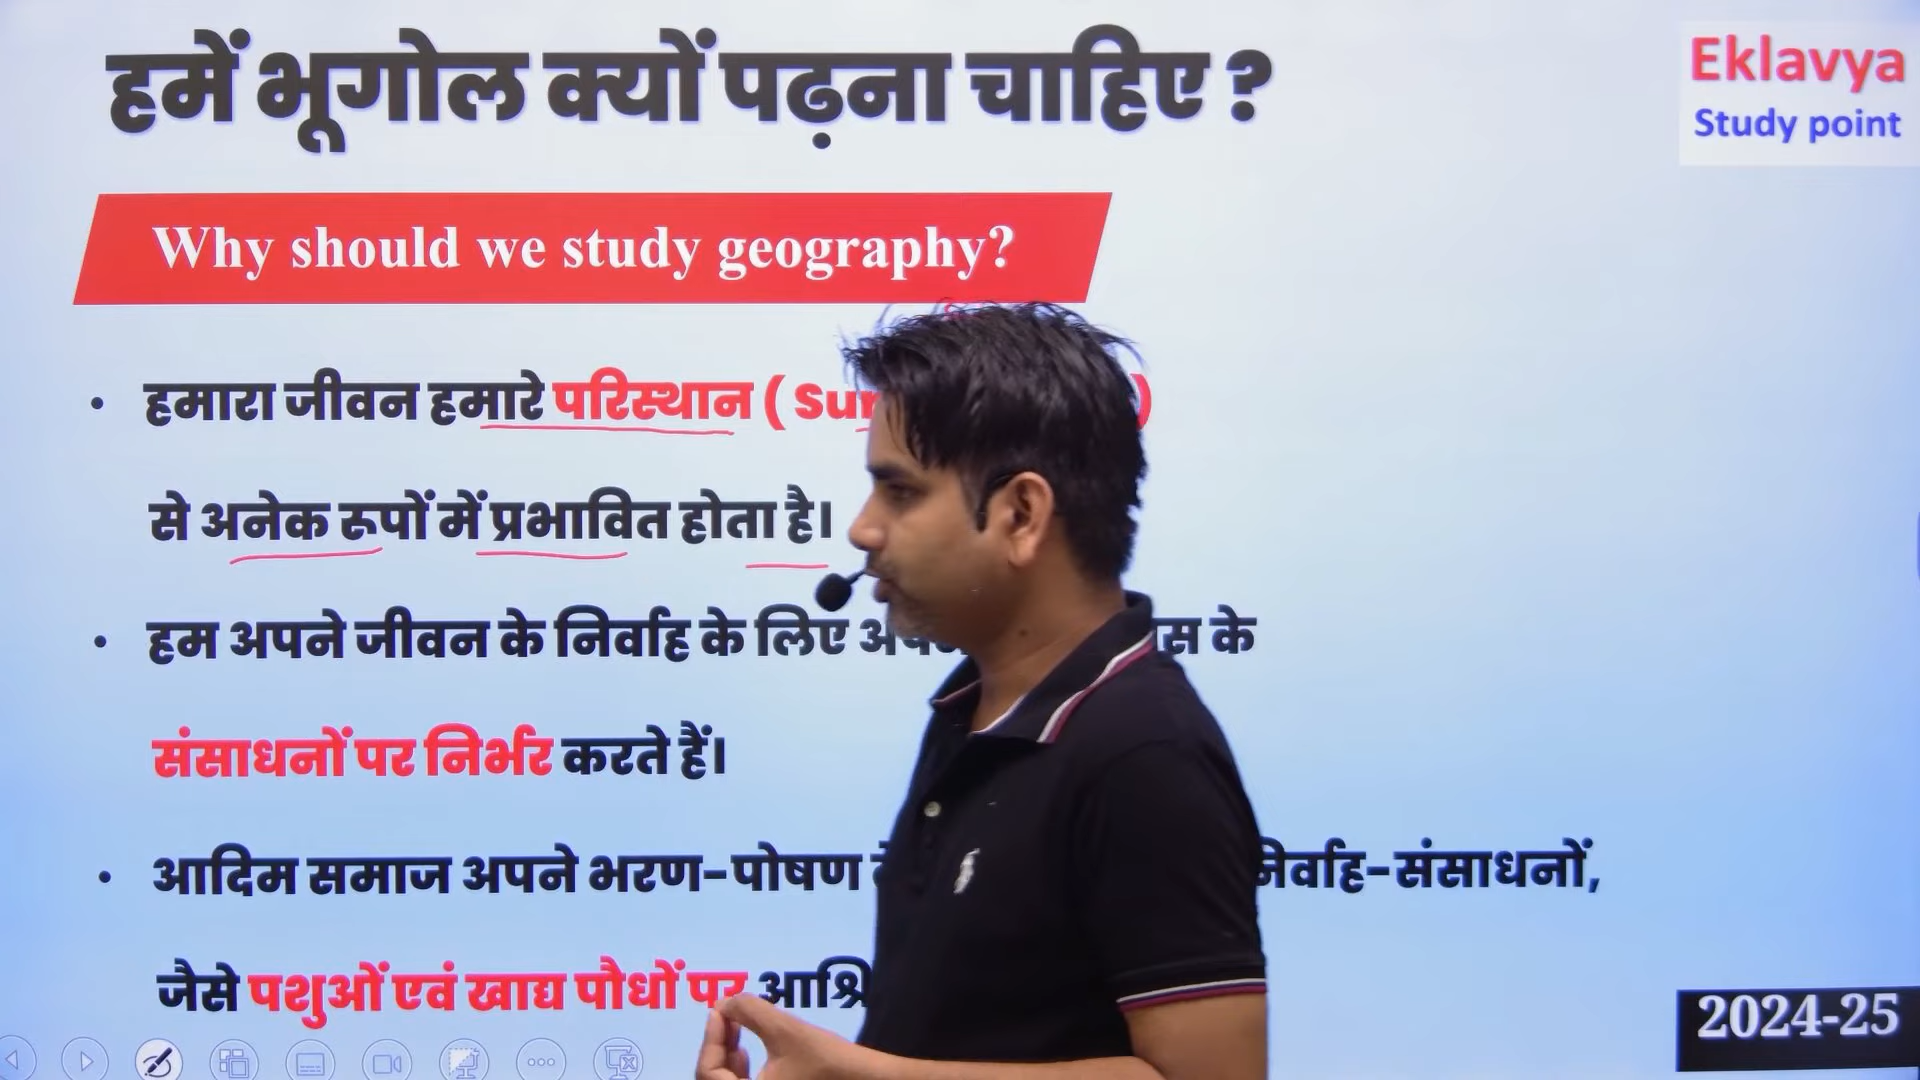 हमें भूगोल क्यों पढ़ना चाहिए ?
Eklavya
Study point
Why should we study geography?
• हमारा जीवन हमारे परिस्थान ( )
से अनेक रूपों में प्रभावित होता है।
• हम अपने जीवन के निर्वाह के लिए के
संसाधनों पर निर्भर करते हैं।
• आदिम समाज अपने भरण-पोषण निर्वाह-संसाधनों,
जैसे पशुओं एवं खाद्य पौधों पर
2024-25